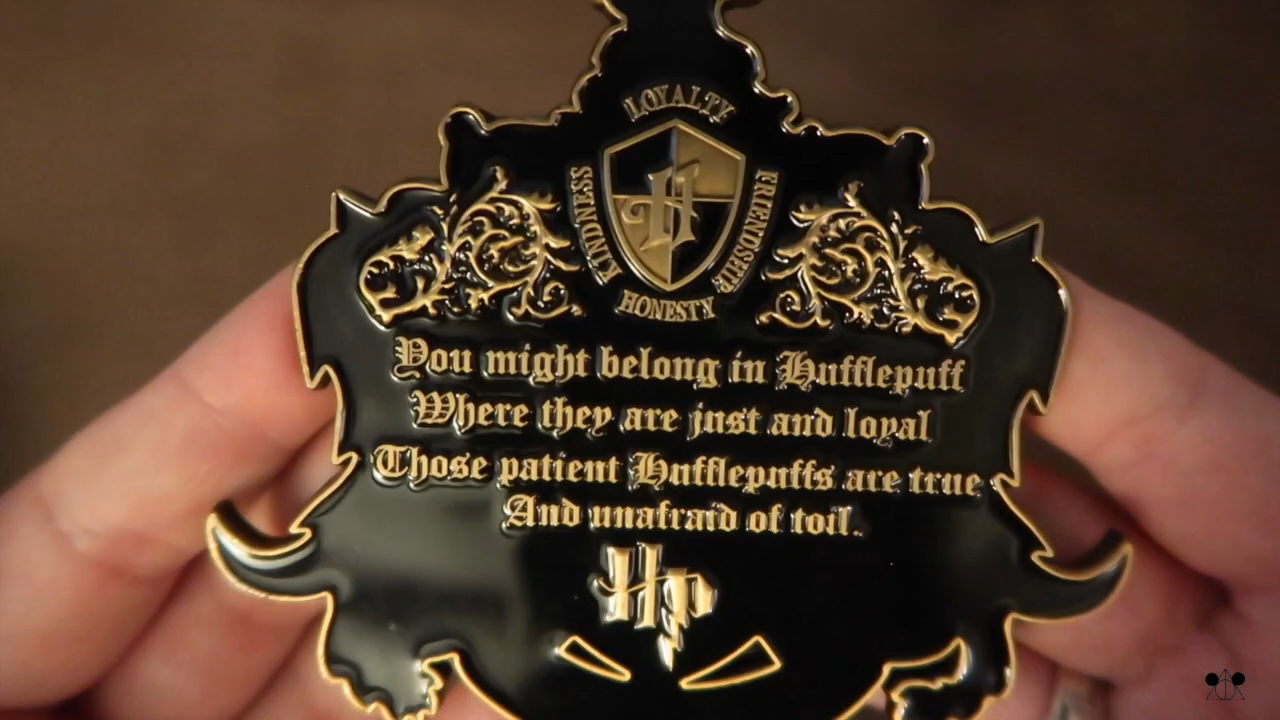 LOYALTY
KINDNESS
H
FRIENDSHIP
HONESTY
You might belong in Hufflepuff
Where they are just and loyal
Those patient Hufflepuffs are true
And unafraid of toil.
HP